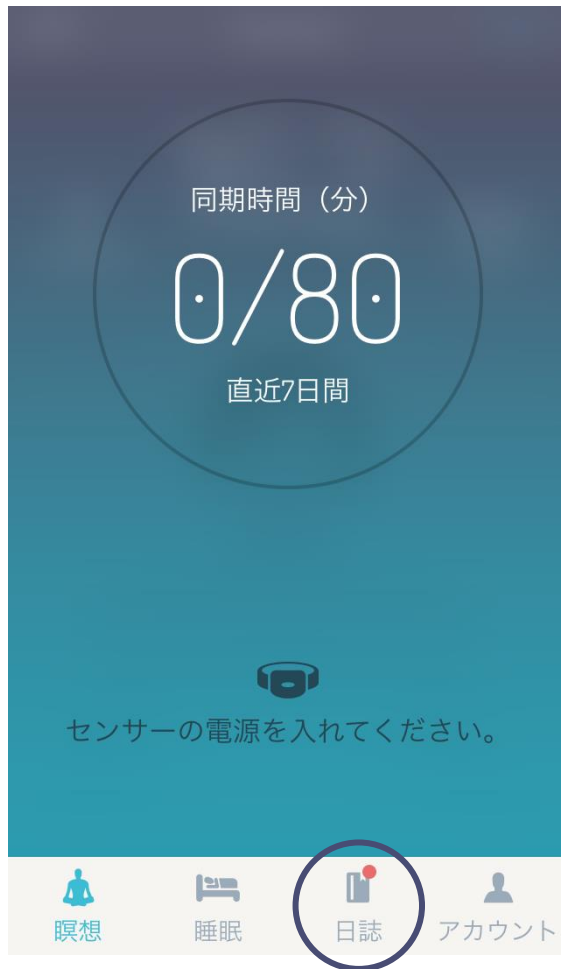 同期時間（分）
0/80
直近7日間
センサーの電源を入れてください。
瞑想 睡眠 日誌 アカウント